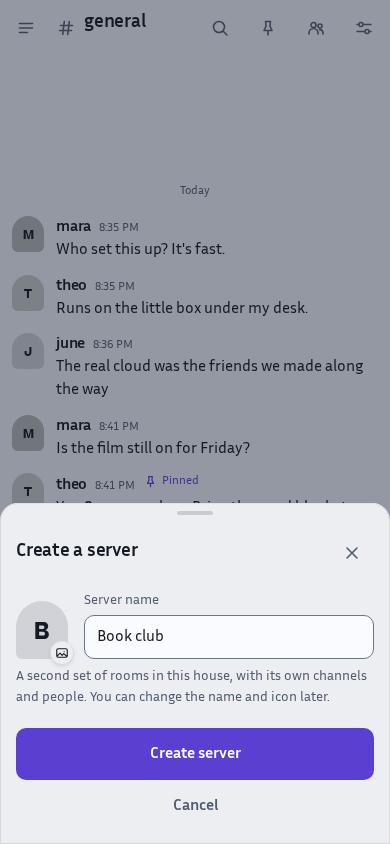 # general
Today
M
mara 8:35 PM
Who set this up? It's fast.
T
theo 8:35 PM
Runs on the little box under my desk.
J
june 8:36 PM
The real cloud was the friends we made along
the way
M
mara 8:41 PM
Is the film still on for Friday?
T
theo 8:41 PM Pinned
Create a server
Server name
B
Book club
A second set of rooms in this house, with its own channels
and people. You can change the name and icon later.
Create server
Cancel